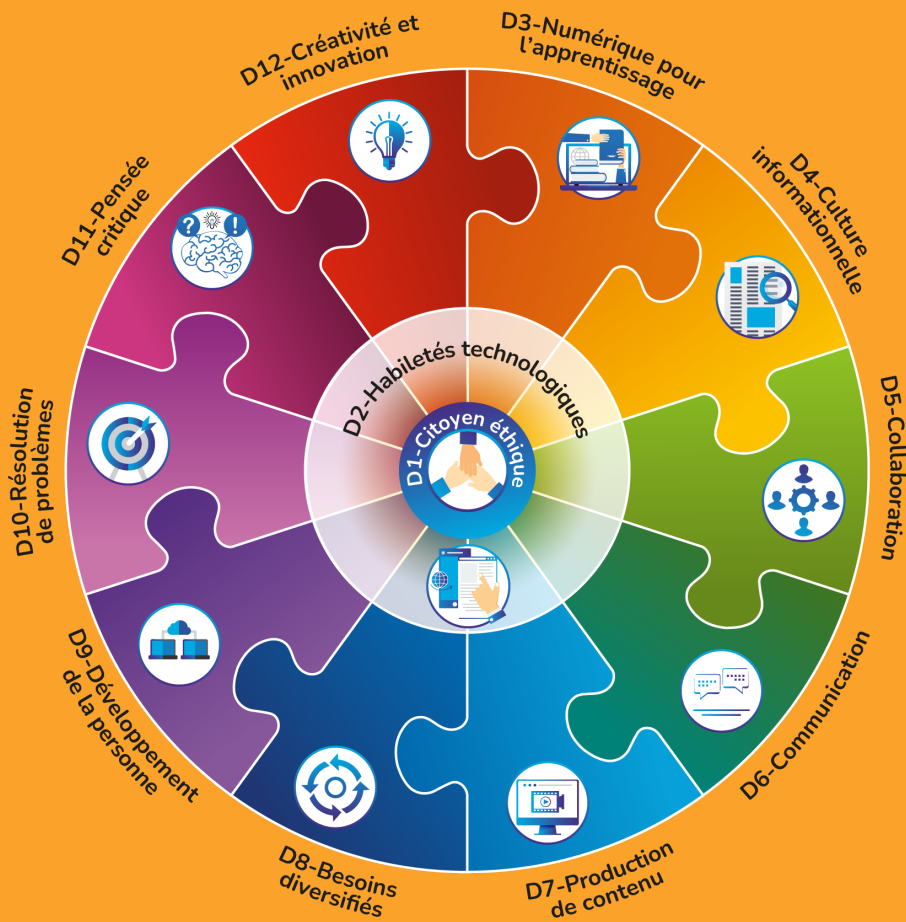 D1-Citoyen éthique
D2-Habiletés technologiques
D3-Numérique pour
l'apprentissage
D4-Culture
informationnelle
D5-Collaboration
D6-Communication
D7-Production
de contenu
D8-Besoins
diversifiés
D9-Développement
de la personne
D10-Résolution
de problèmes
D11-Pensée
critique
? !
D12-Créativité et
innovation